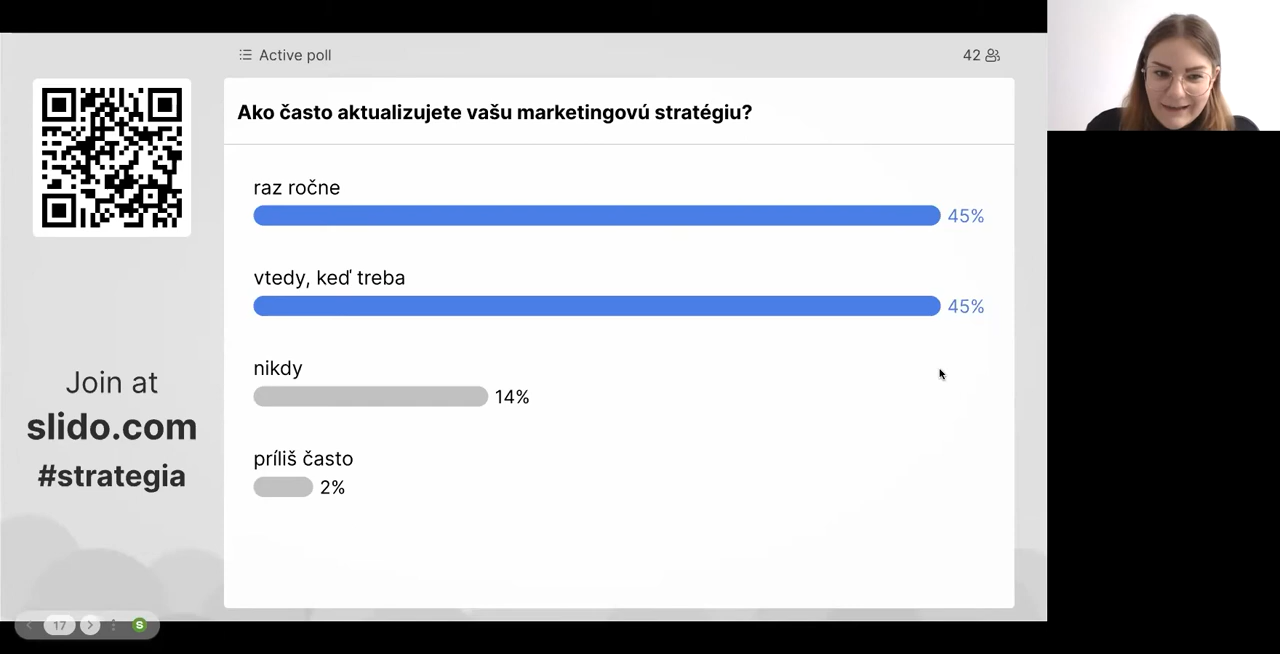 Active poll
42
Ako často aktualizujete vašu marketingovú stratégiu?
raz ročne
45%
vtedy, keď treba
45%
nikdy
14%
príliš často
2%
Join at
slido.com
#strategia
17
S